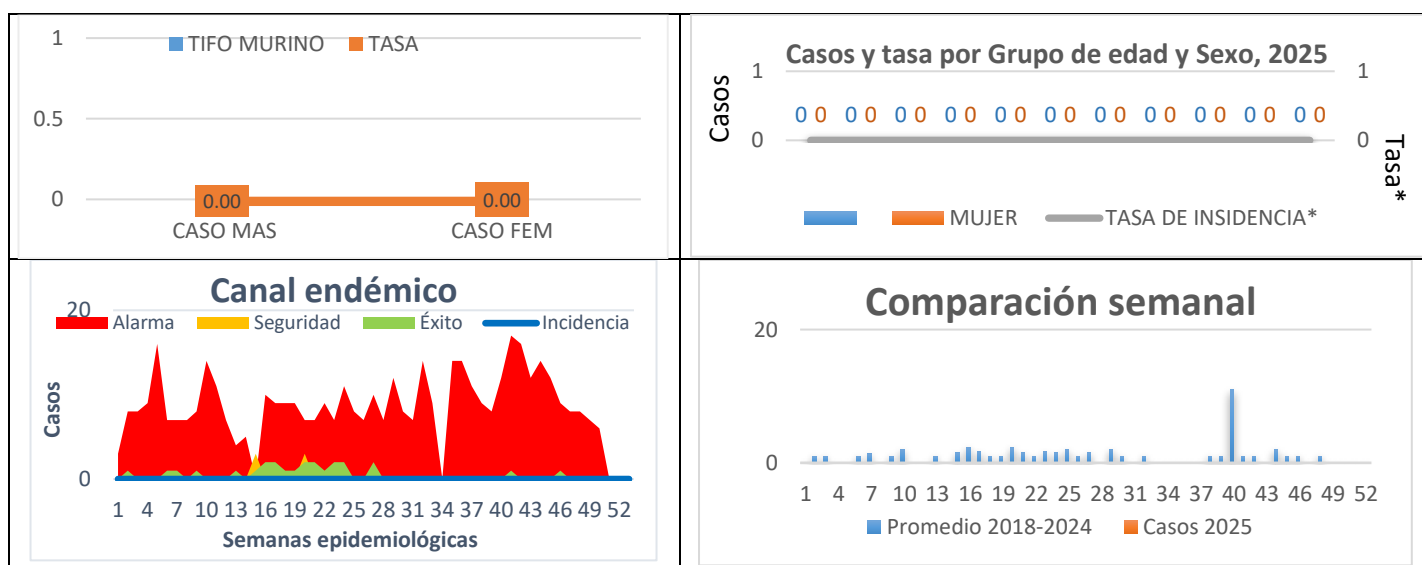 1
TIFO MURINO TASA
0.5
0
0.00 0.00
CASO MAS CASO FEM
Casos y tasa por Grupo de edad y Sexo, 2025
Casos
1 1
0 0 0 0 0 0 0 0 0 0 0 0 0 0 0 0 0 0 0 0 0 0
0 0
Tasa*
MUJER TASA DE INSIDENCIA*
Canal endémico
20
Alarma Seguridad Éxito Incidencia
Casos
0
1 4 7 10 13 16 19 22 25 28 31 34 37 40 43 46 49 52
Semanas epidemiológicas
Comparación semanal
20
0
1 4 7 10 13 16 19 22 25 28 31 34 37 40 43 46 49 52
Promedio 2018-2024 Casos 2025